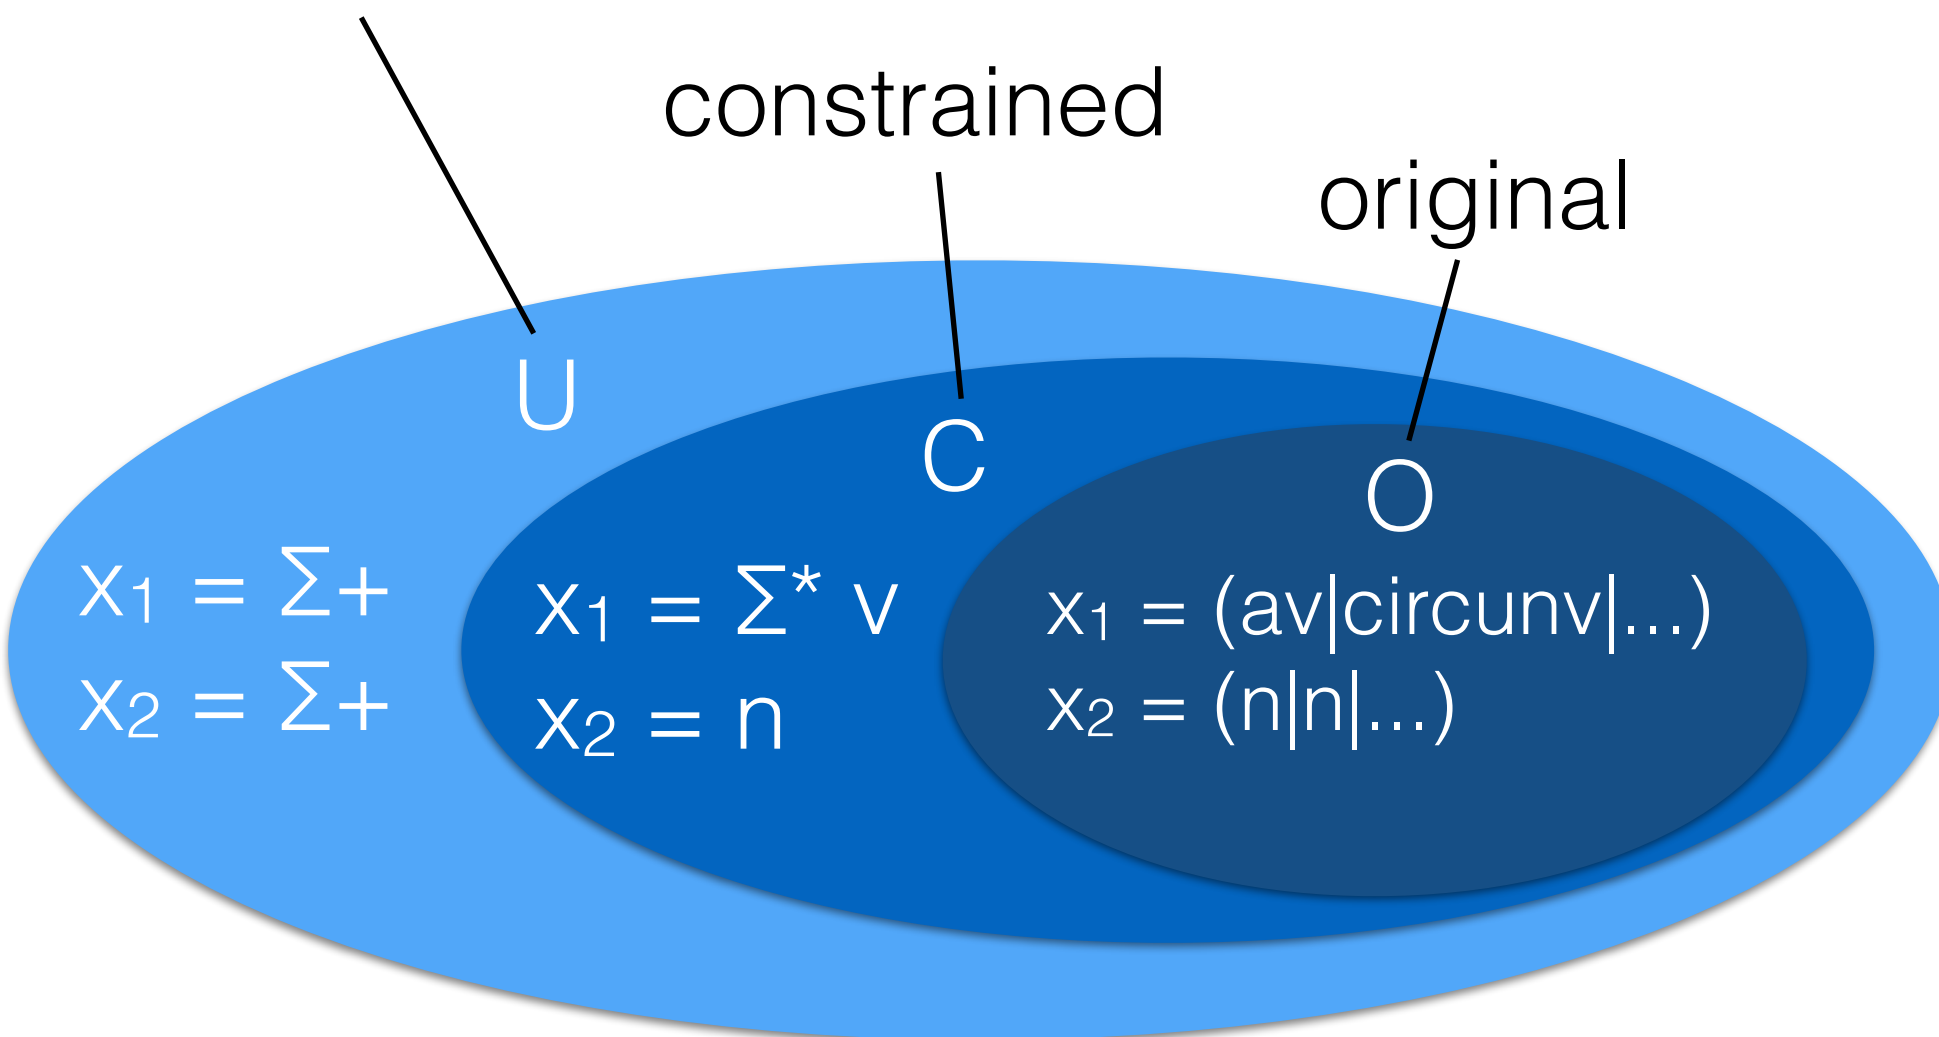 constrained
original
U
C
O
x₁ = Σ+
x₂ = Σ+
x₁ = Σ* v
x₂ = n
x₁ = (av|circunv|...)
x₂ = (n|n|...)